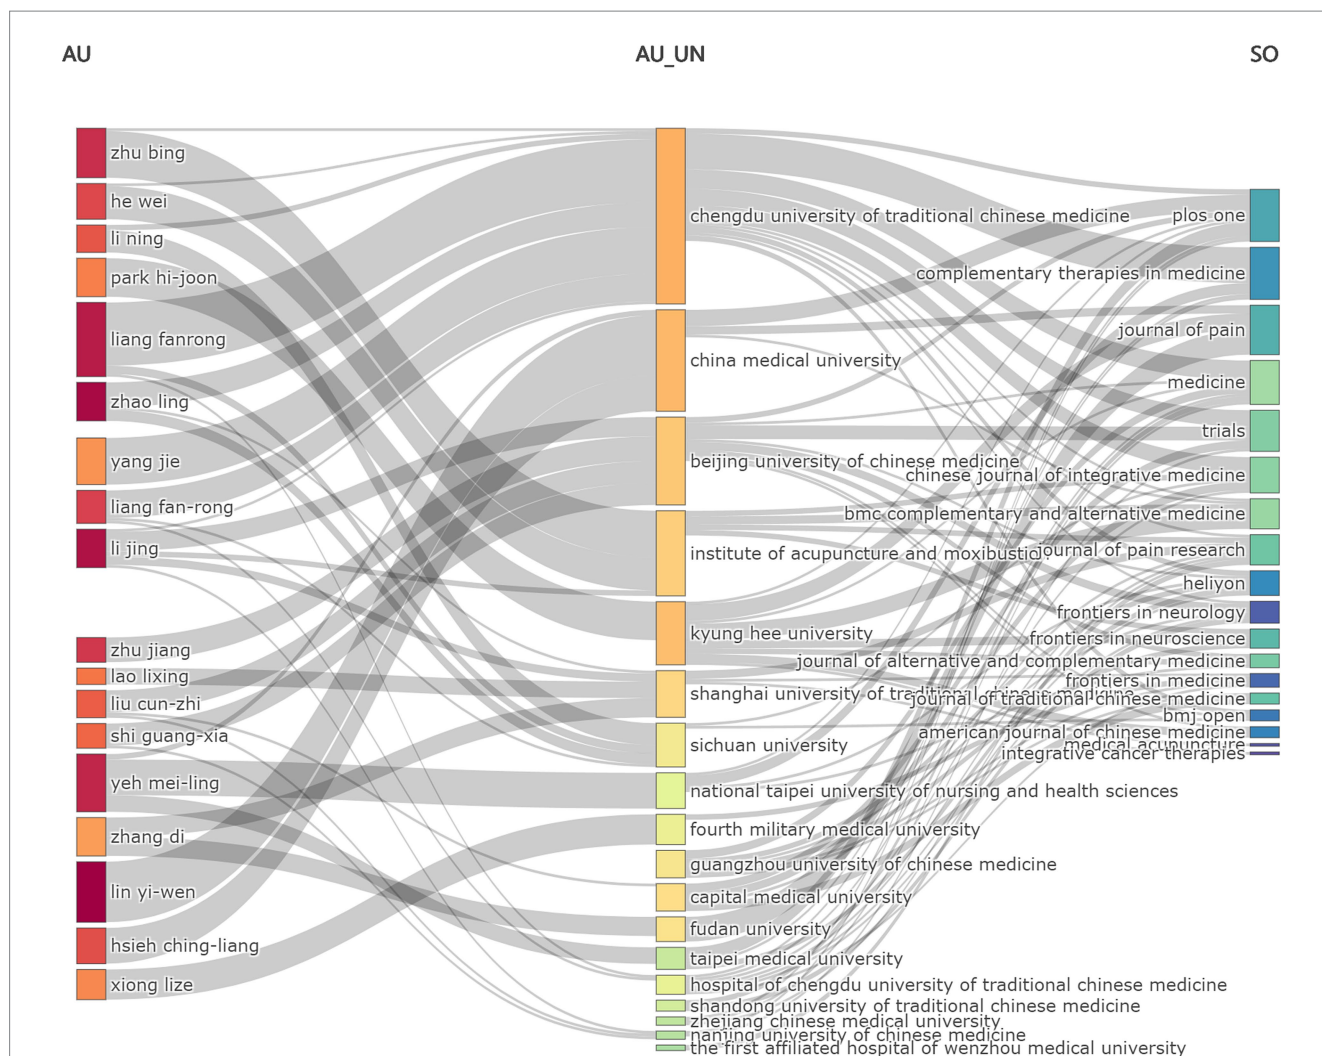 AU
AU_UN
SO
zhu bing
he wei
li ning
park hi-joon
liang fanrong
zhao ling
yang jie
liang fan-rong
li jing
zhu jiang
lao lixing
liu cun-zhi
shi guang-xia
yeh mei-ling
zhang di
lin yi-wen
hsieh ching-liang
xiong lize
chengdu university of traditional chinese medicine
china medical university
beijing university of chinese medicine
institute of acupuncture and moxibustio
kyung hee university
shanghai university of traditional chinese medicine
sichuan university
national taipei university of nursing and health sciences
fourth military medical university
guangzhou university of chinese medicine
capital medical university
fudan university
taipei medical university
hospital of chengdu university of traditional chinese medicine
shandong university of traditional chinese medicine
zhejiang chinese medical university
nanjing university of chinese medicine
the first affiliated hospital of wenzhou medical university
plos one
complementary therapies in medicine
journal of pain
medicine
trials
chinese journal of integrative medicine
bmc complementary and alternative medicine
journal of pain research
heliyon
frontiers in neurology
frontiers in neuroscience
journal of alternative and complementary medicine
frontiers in medicine
journal of traditional chinese medicine
bmj open
american journal of chinese medicine
medical acupuncture
integrative cancer therapies